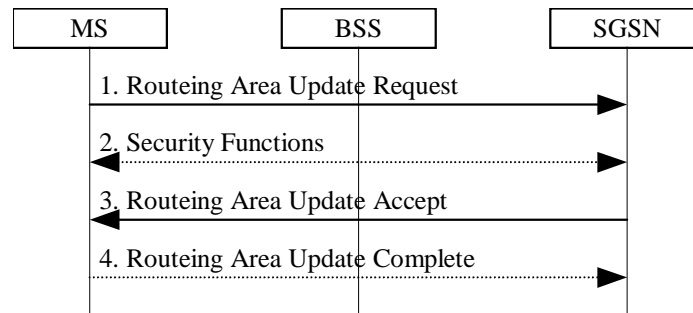 MS BSS SGSN
1. Routeing Area Update Request
2. Security Functions
3. Routeing Area Update Accept
4. Routeing Area Update Complete